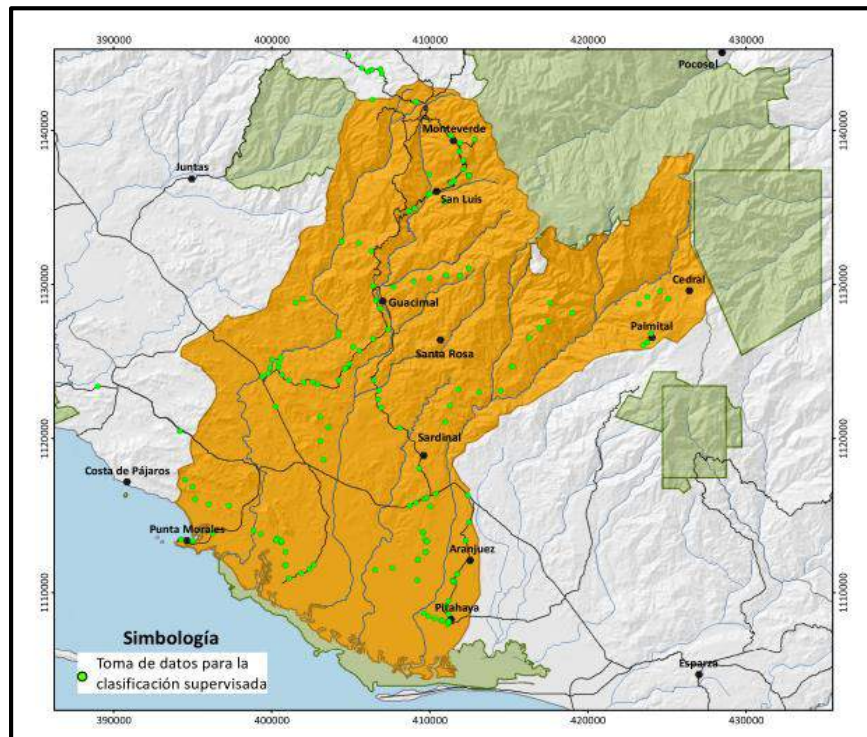 390000 400000 410000 420000 430000
Pocosol
1140000 1140000
Monteverde
Juntas
San Luis
1130000 1130000
Cedral
Guacimal
Palmital
Santa Rosa
1120000 1120000
Sardinal
Costa de Pájaros
Punta Morales
Aranjuez
1110000 1110000
Pitahaya
Simbología
Toma de datos para la
clasificación supervisada
Esparza
390000 400000 410000 420000 430000